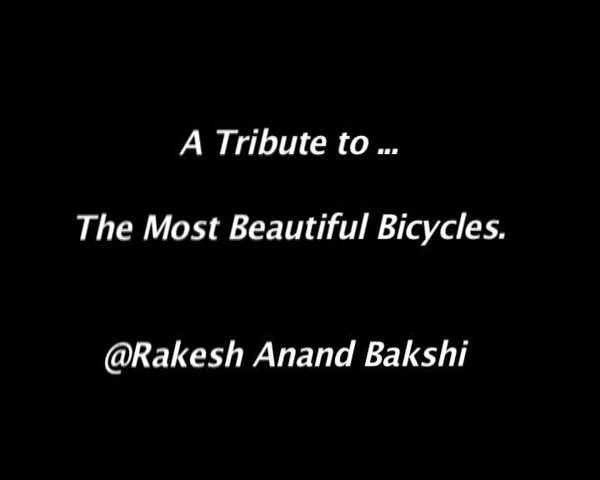 A Tribute to ...
The Most Beautiful Bicycles.
@Rakesh Anand Bakshi